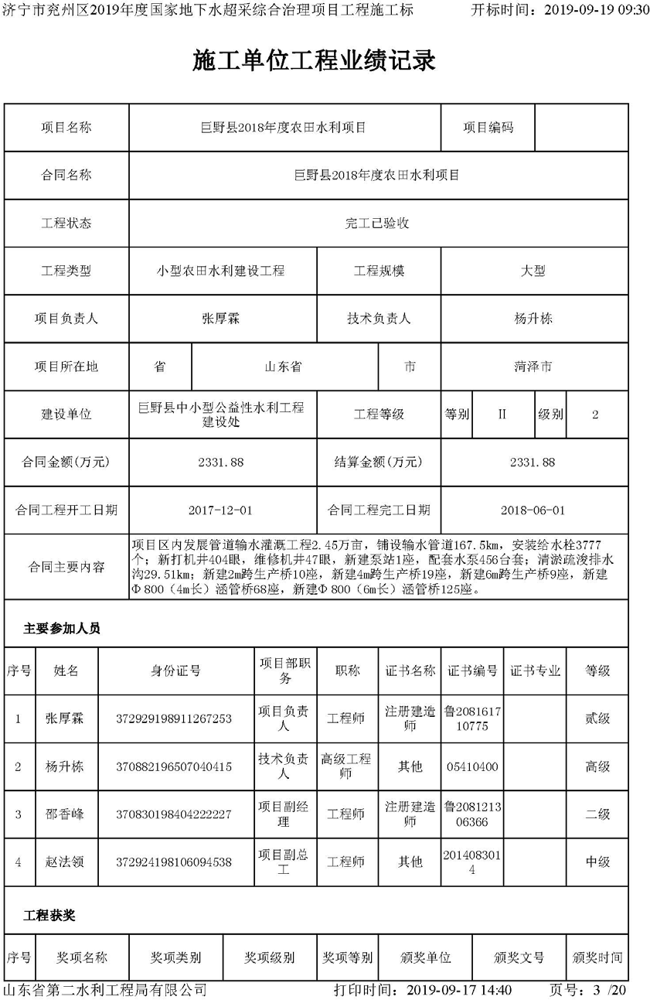 济宁市兖州区2019年度国家地下水超采综合治理项目工程施工标 开标时间：2019-09-19 09:30
施工单位工程业绩记录
项目名称 巨野县2018年度农田水利项目 项目编码
合同名称 巨野县2018年度农田水利项目
工程状态 完工已验收
工程类型 小型农田水利建设工程 工程规模 大型
项目负责人 张厚霖 技术负责人 杨升栋
项目所在地 省 山东省 市 菏泽市
建设单位 巨野县中小型公益性水利工程
建设处 工程等级 等别 Ⅱ 级别 2
合同金额(万元) 2331.88 结算金额(万元) 2331.88
合同工程开工日期 2017-12-01 合同工程完工日期 2018-06-01
合同主要内容
项目区内发展管道输水灌溉工程2.45万亩，铺设输水管道167.5km，安装给水栓3777
个；新打机井404眼，维修机井47眼，新建泵站1座，配套水泵456台套；清淤疏浚排水
沟29.51km；新建2m跨生产桥10座，新建4m跨生产桥19座，新建6m跨生产桥9座，新建
Φ800（4m长）涵管桥68座，新建Φ800（6m长）涵管桥125座。
主要参加人员
序号 姓名 身份证号 项目部职
务 职称 证书名称 证书编号 证书专业 等级
1 张厚霖 372929198911267253 项目负责
人 工程师 注册建造
师 鲁2081617
10775 贰级
2 杨升栋 370882196507040415 技术负责
人 高级工程
师 其他 05410400 高级
3 邵香峰 370830198404222227 项目副经
理 工程师 注册建造
师 鲁2081213
06366 二级
4 赵法领 372924198106094538 项目副总
工 工程师 其他 201408301
4 中级
工程获奖
序号 奖项名称 奖项类别 奖项级别 奖项等别 颁奖单位 颁奖文号 颁奖时间
山东省第二水利工程局有限公司 打印时间：2019-09-17 14:40 页号：3 /20